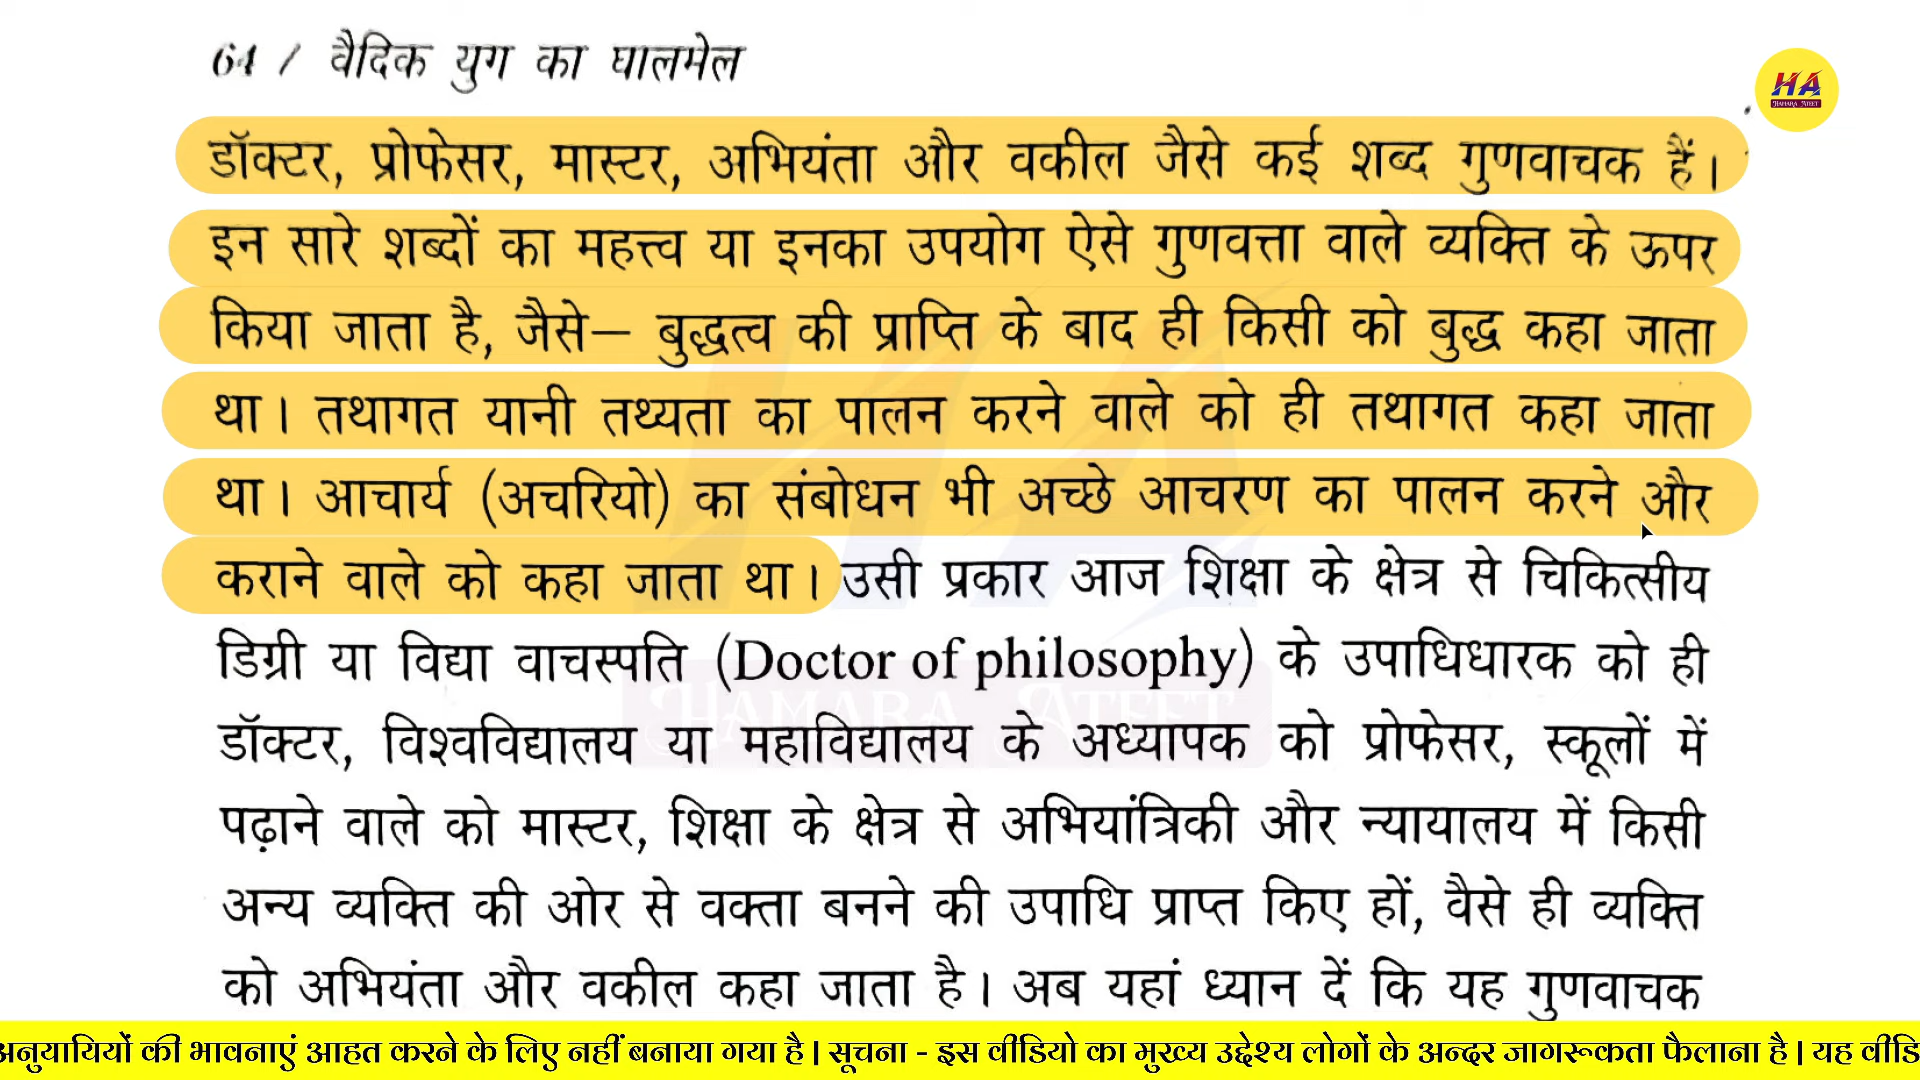 64 / वैदिक युग का घालमेल
HA
HAMARA ATEET
डॉक्टर, प्रोफेसर, मास्टर, अभियंता और वकील जैसे कई शब्द गुणवाचक हैं।
इन सारे शब्दों का महत्त्व या इनका उपयोग ऐसे गुणवत्ता वाले व्यक्ति के ऊपर
किया जाता है, जैसे– बुद्धत्व की प्राप्ति के बाद ही किसी को बुद्ध कहा जाता
था। तथागत यानी तथ्यता का पालन करने वाले को ही तथागत कहा जाता
था। आचार्य (अचरियो) का संबोधन भी अच्छे आचरण का पालन करने और
कराने वाले को कहा जाता था। उसी प्रकार आज शिक्षा के क्षेत्र से चिकित्सीय
डिग्री या विद्या वाचस्पति (Doctor of philosophy) के उपाधिधारक को ही
HAMARA ATEET
डॉक्टर, विश्वविद्यालय या महाविद्यालय के अध्यापक को प्रोफेसर, स्कूलों में
पढ़ाने वाले को मास्टर, शिक्षा के क्षेत्र से अभियांत्रिकी और न्यायालय में किसी
अन्य व्यक्ति की ओर से वक्ता बनने की उपाधि प्राप्त किए हों, वैसे ही व्यक्ति
को अभियंता और वकील कहा जाता है। अब यहां ध्यान दें कि यह गुणवाचक
अनुयायियों की भावनाएं आहत करने के लिए नहीं बनाया गया है | सूचना - इस वीडियो का मुख्य उद्देश्य लोगों के अन्दर जागरूकता फैलाना है | यह वीडि